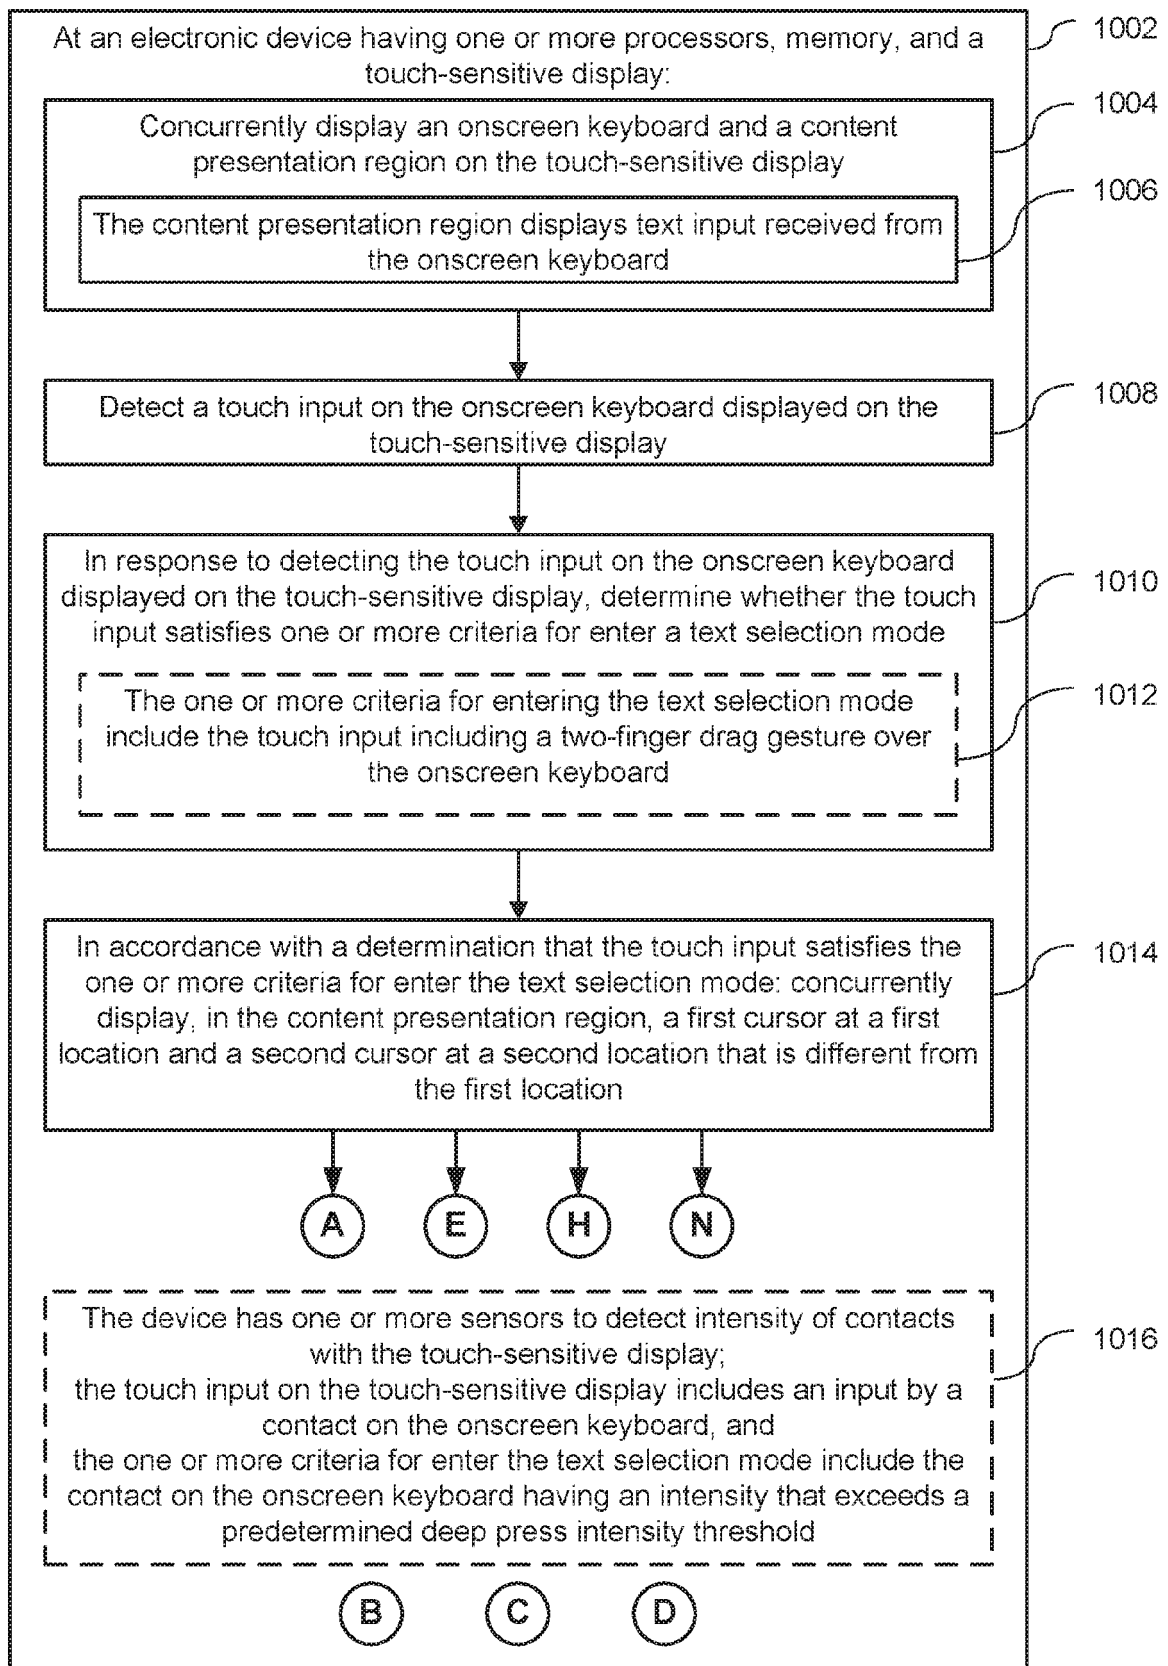 At an electronic device having one or more processors, memory, and a
touch-sensitive display:
1002
Concurrently display an onscreen keyboard and a content
presentation region on the touch-sensitive display
1004
The content presentation region displays text input received from
the onscreen keyboard
1006
Detect a touch input on the onscreen keyboard displayed on the
touch-sensitive display
1008
In response to detecting the touch input on the onscreen keyboard
displayed on the touch-sensitive display, determine whether the touch
input satisfies one or more criteria for enter a text selection mode
1010
The one or more criteria for entering the text selection mode
include the touch input including a two-finger drag gesture over
the onscreen keyboard
1012
In accordance with a determination that the touch input satisfies the
one or more criteria for enter the text selection mode: concurrently
display, in the content presentation region, a first cursor at a first
location and a second cursor at a second location that is different from
the first location
1014
A E H N
The device has one or more sensors to detect intensity of contacts
with the touch-sensitive display;
the touch input on the touch-sensitive display includes an input by a
contact on the onscreen keyboard, and
the one or more criteria for enter the text selection mode include the
contact on the onscreen keyboard having an intensity that exceeds a
predetermined deep press intensity threshold
1016
B C D